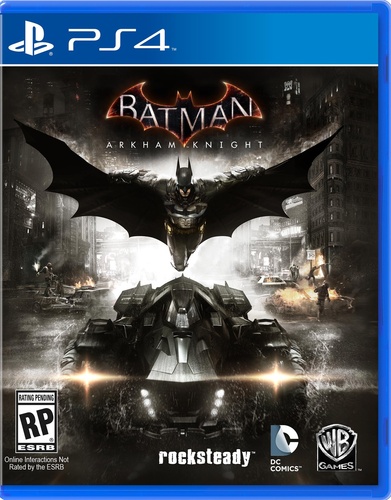 PS4
BATMAN
ARKHAM KNIGHT
RATING PENDING
RP
ESRB
Online Interactions Not
Rated by the ESRB
rocksteady
DC
COMICS
WB
GAMES